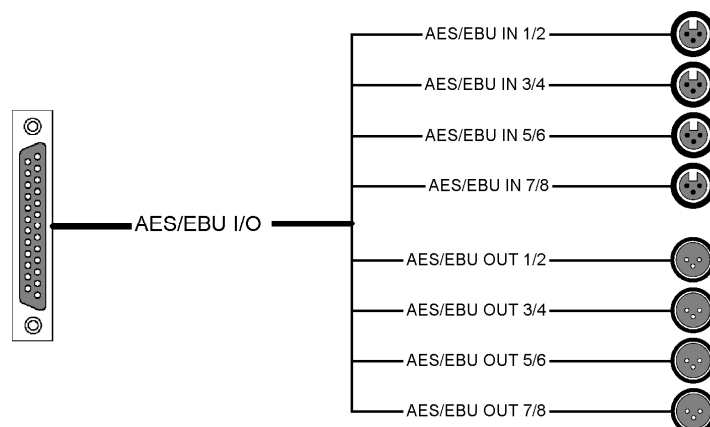 AES/EBU IN 1/2
AES/EBU IN 3/4
AES/EBU IN 5/6
AES/EBU IN 7/8
AES/EBU I/O
AES/EBU OUT 1/2
AES/EBU OUT 3/4
AES/EBU OUT 5/6
AES/EBU OUT 7/8